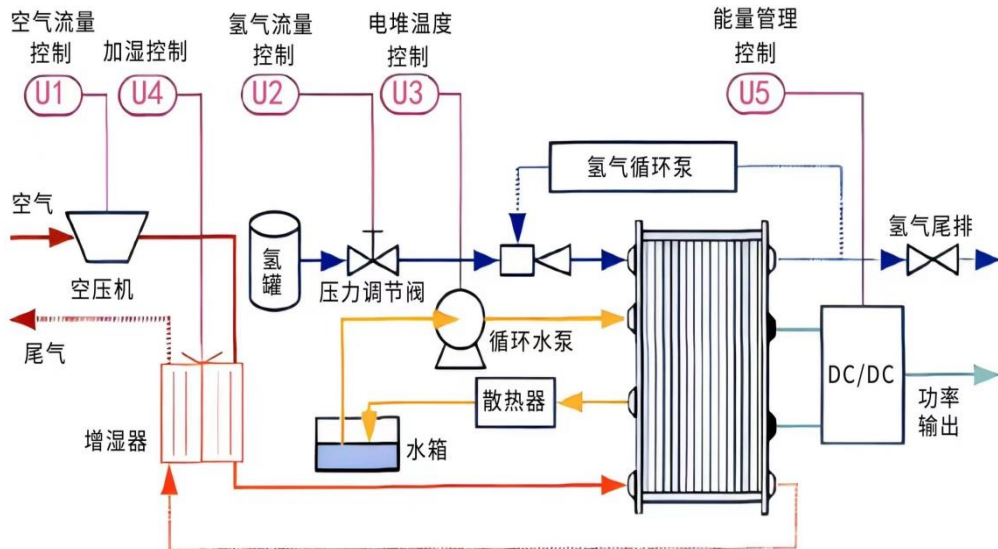 空气流量
控制
加湿控制
氢气流量
控制
电堆温度
控制
能量管理
控制
U1
U4
U2
U3
U5
氢气循环泵
空气
氢气尾排
氢
罐
空压机
压力调节阀
循环水泵
尾气
DC/DC
散热器
功率
输出
增湿器
水箱